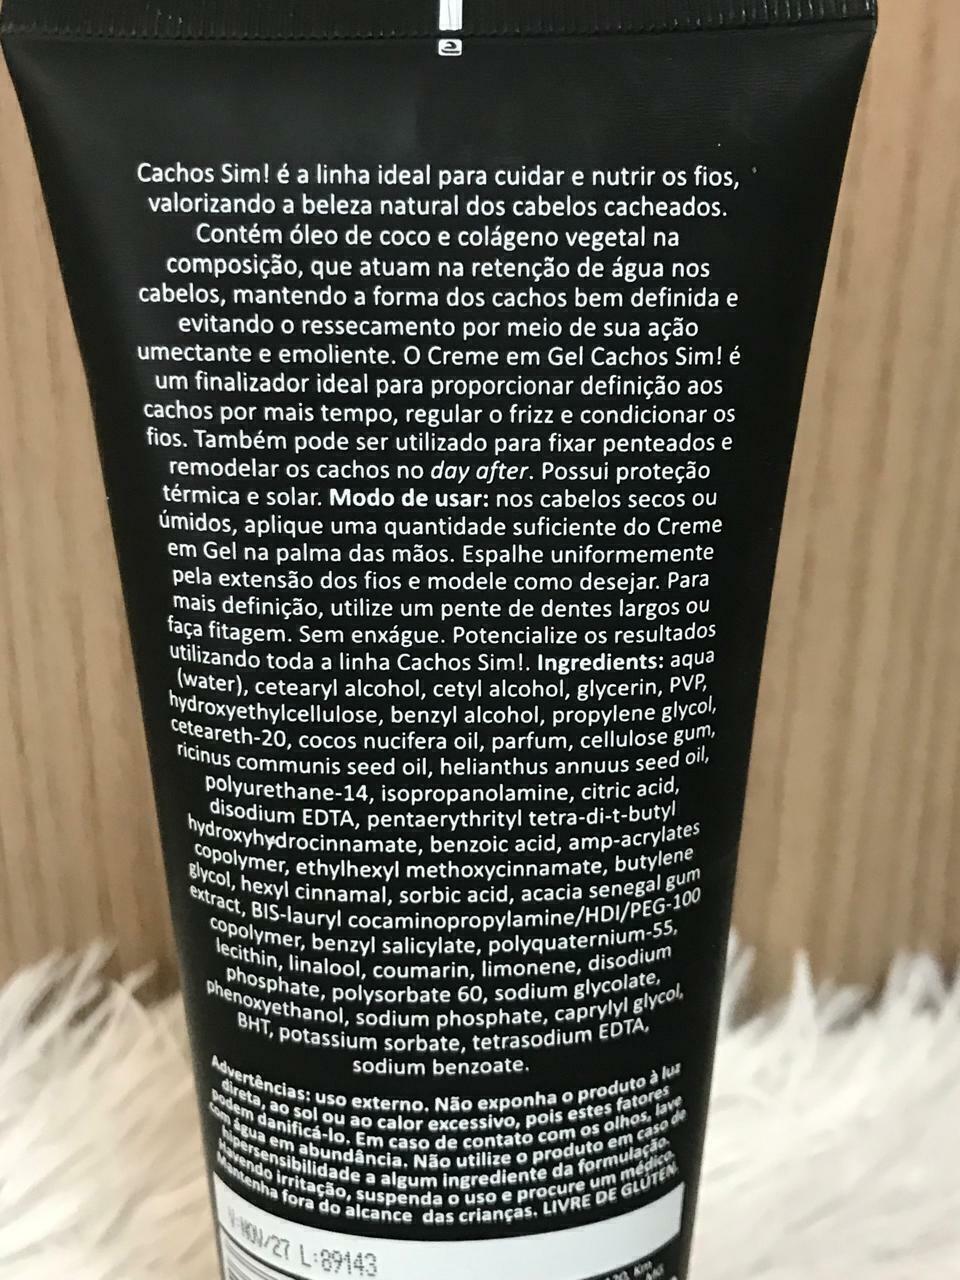 Cachos Sim! é a linha ideal para cuidar e nutrir os fios,
valorizando a beleza natural dos cabelos cacheados.
Contém óleo de coco e colágeno vegetal na
composição, que atuam na retenção de água nos
cabelos, mantendo a forma dos cachos bem definida e
evitando o ressecamento por meio de sua ação
umectante e emoliente. O Creme em Gel Cachos Sim! é
um finalizador ideal para proporcionar definição aos
cachos por mais tempo, regular o frizz e condicionar os
fios. Também pode ser utilizado para fixar penteados e
remodelar os cachos no day after. Possui proteção
térmica e solar. Modo de usar: nos cabelos secos ou
úmidos, aplique uma quantidade suficiente do Creme
em Gel na palma das mãos. Espalhe uniformemente
pela extensão dos fios e modele como desejar. Para
mais definição, utilize um pente de dentes largos ou
faça fitagem. Sem enxágue. Potencialize os resultados
utilizando toda a linha Cachos Sim!. Ingredients: aqua
(water), cetearyl alcohol, cetyl alcohol, glycerin, PVP,
hydroxyethylcellulose, benzyl alcohol, propylene glycol,
ceteareth-20, cocos nucifera oil, parfum, cellulose gum,
ricinus communis seed oil, helianthus annuus seed oil,
polyurethane-14, isopropanolamine, citric acid,
disodium EDTA, pentaerythrityl tetra-di-t-butyl
hydroxyhydrocinnamate, benzoic acid, amp-acrylates
copolymer, ethylhexyl methoxycinnamate, butylene
glycol, hexyl cinnamal, sorbic acid, acacia senegal gum
extract, BIS-lauryl cocaminopropylamine/HDI/PEG-100
copolymer, benzyl salicylate, polyquaternium-55,
lecithin, linalool, coumarin, limonene, disodium
phosphate, polysorbate 60, sodium glycolate,
phenoxyethanol, sodium phosphate, caprylyl glycol,
BHT, potassium sorbate, tetrasodium EDTA,
sodium benzoate.
Advertências: uso externo. Não exponha o produto à luz
direta, ao sol ou ao calor excessivo, pois estes fatores
podem danificá-lo. Em caso de contato com os olhos, lave
com água em abundância. Não utilize o produto em caso de
hipersensibilidade a algum ingrediente da formulação.
Havendo irritação, suspenda o uso e procure um médico.
Mantenha fora do alcance das crianças. LIVRE DE GLÚTEN.
V-NOV/27 L:89143